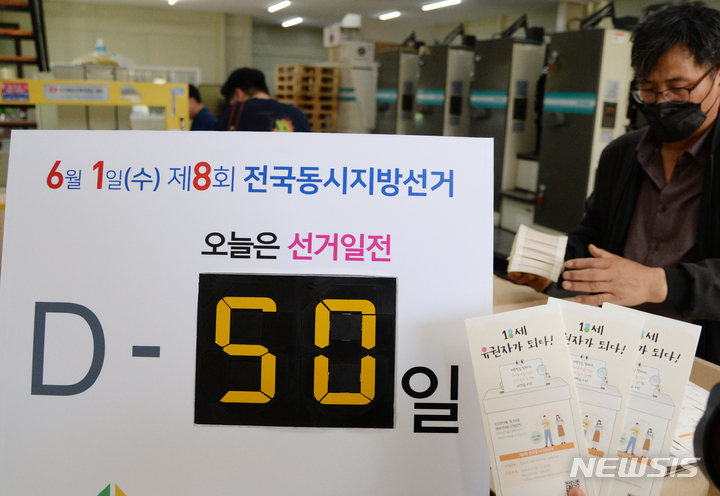 6월 1일(수) 제8회 전국동시지방선거
오늘은 선거일전
D-50일
18세
유권자가 되다!
18세
유권자가 되다!
18세
유권자가 되다!
NEWSIS